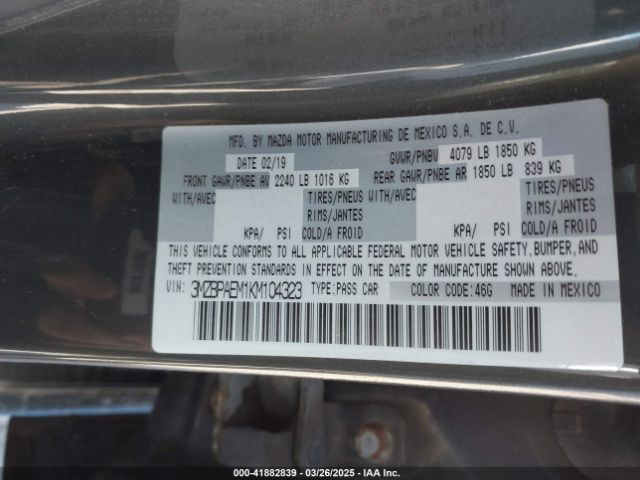 MFD. BY MAZDA MOTOR MANUFACTURING DE MEXICO S.A. DE C.V.
DATE 02/19 GVWR/PNBV 4079 LB 1850 KG
FRONT GAWR/PNBE AV 2240 LB 1016 KG REAR GAWR/PNBE AR 1850 LB 839 KG
WITH/AVEC TIRES/PNEUS WITH/AVEC TIRES/PNEUS
RIMS/JANTES RIMS/JANTES
KPA/ PSI COLD/A FROID KPA/ PSI COLD/A FROID
THIS VEHICLE CONFORMS TO ALL APPLICABLE FEDERAL MOTOR VEHICLE SAFETY, BUMPER, AND
THEFT PREVENTION STANDARDS IN EFFECT ON THE DATE OF MANUFACTURE SHOWN ABOVE.
VIN: 3MZBPAEM1KM104323 TYPE:PASS CAR COLOR CODE:46G MADE IN MEXICO
000-41882839 - 03/26/2025 - IAA Inc.